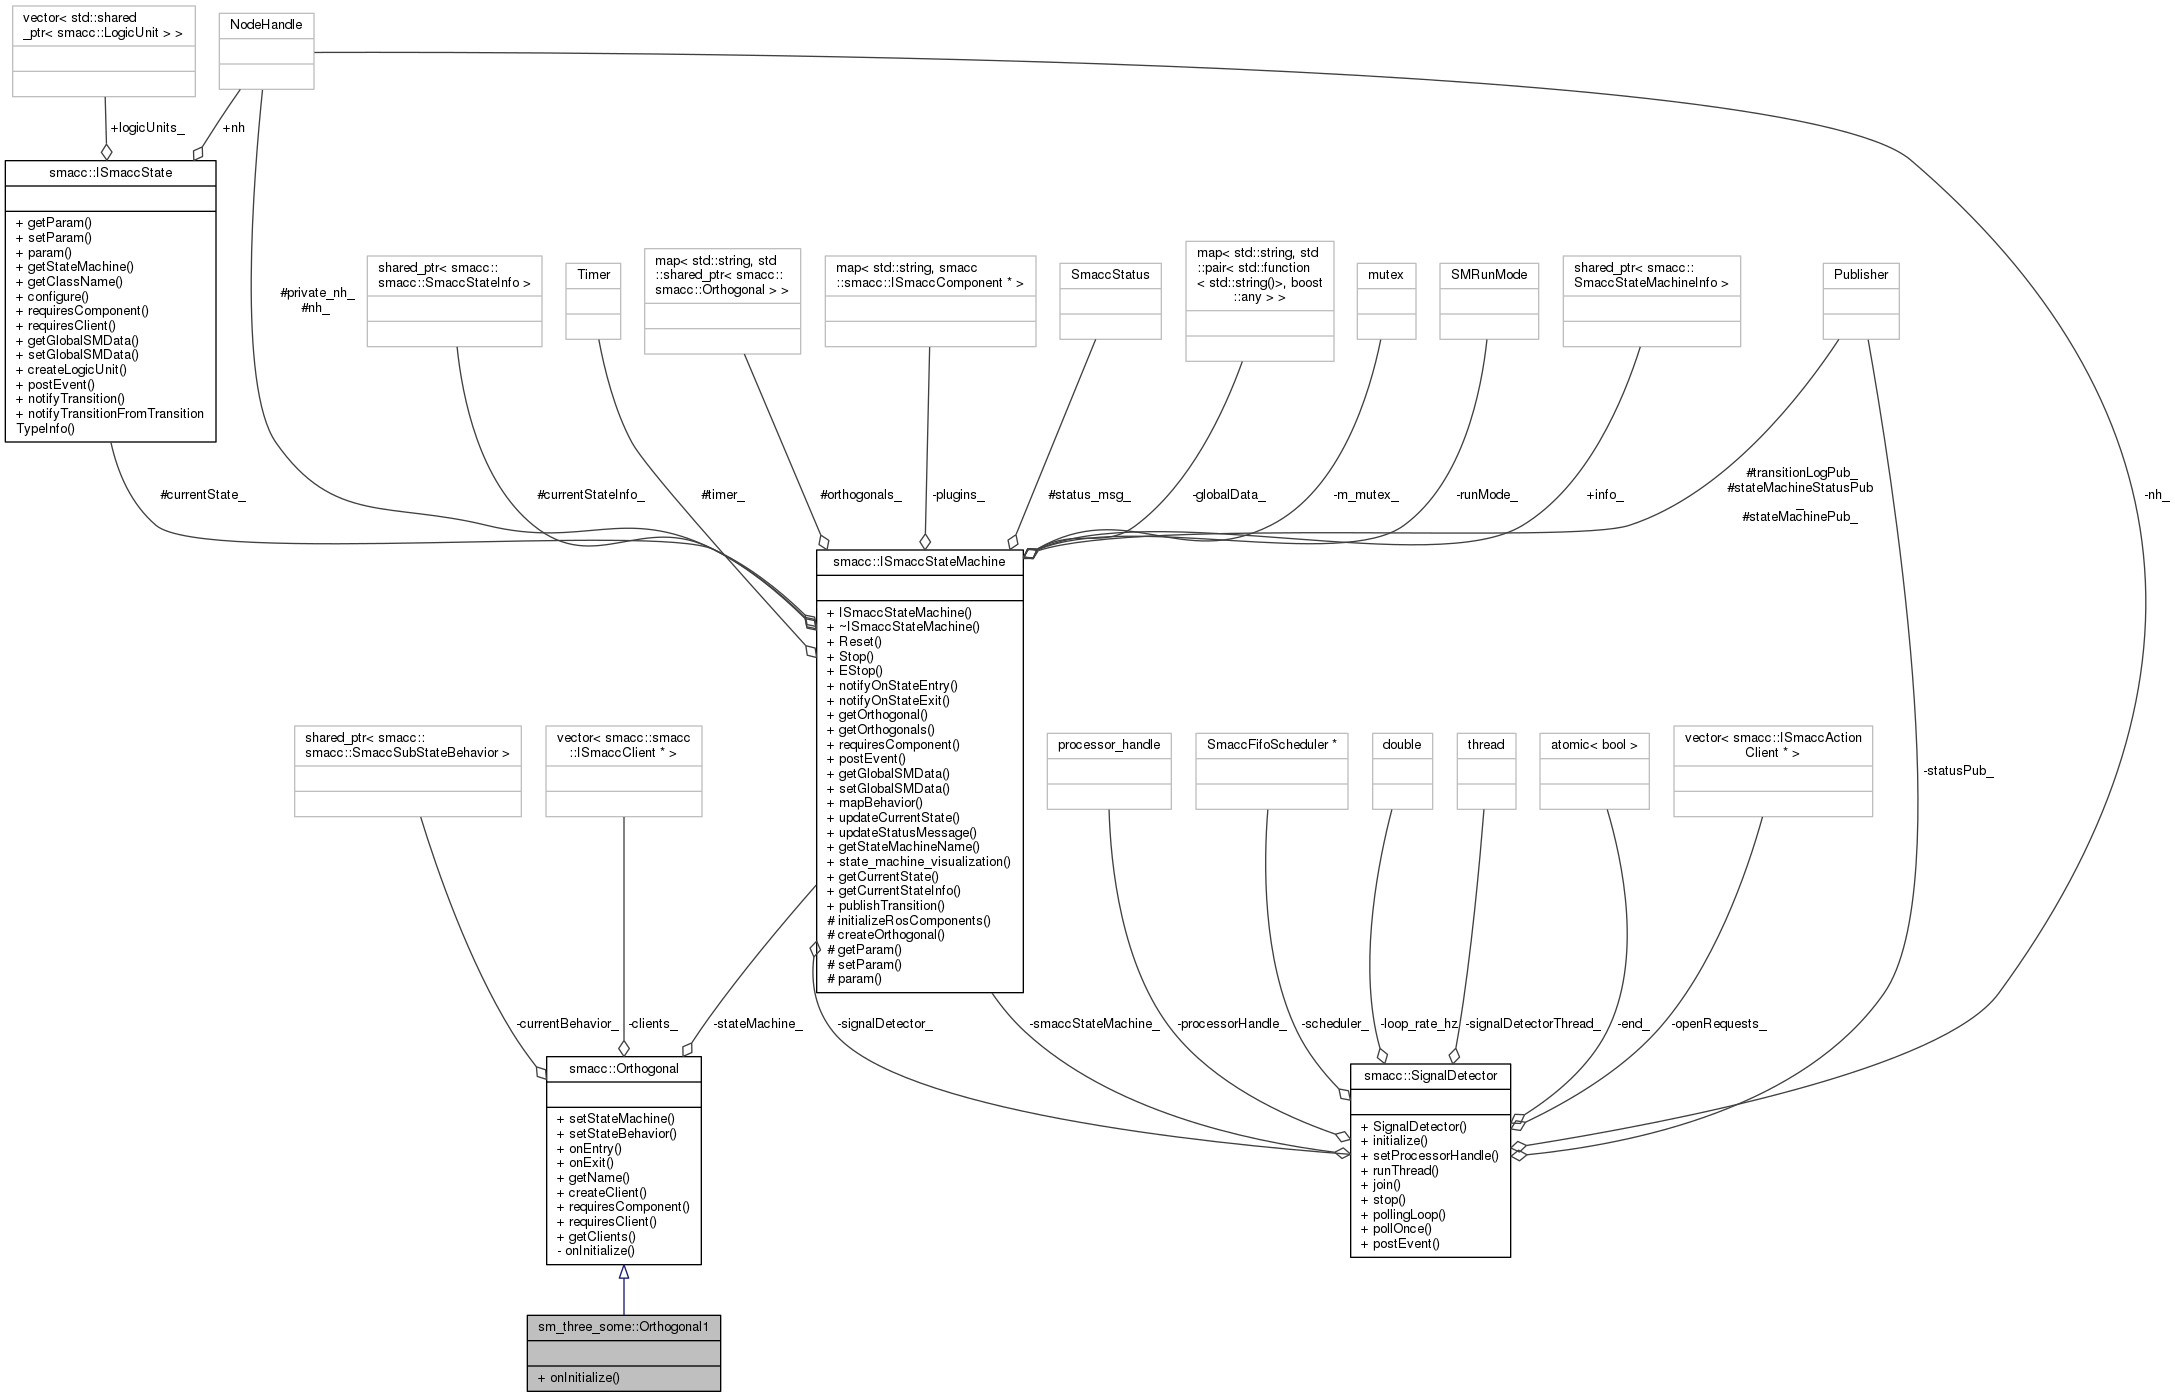 vector< std::shared
_ptr< smacc::LogicUnit > >
NodeHandle
+logicUnits_
+nh
smacc::ISmaccState
+ getParam()
+ setParam()
+ param()
+ getStateMachine()
+ getClassName()
+ configure()
+ requiresComponent()
+ requiresClient()
+ getGlobalSMData()
+ setGlobalSMData()
+ createLogicUnit()
+ postEvent()
+ notifyTransition()
+ notifyTransitionFromTransition
TypeInfo()
#private_nh_
#nh_
shared_ptr< smacc::
smacc::SmaccStateInfo >
Timer
map< std::string, std
::shared_ptr< smacc::
smacc::Orthogonal > >
map< std::string, smacc
::smacc::ISmaccComponent * >
SmaccStatus
map< std::string, std
::pair< std::function
< std::string()>, boost
::any > >
mutex
SMRunMode
shared_ptr< smacc::
SmaccStateMachineInfo >
Publisher
#currentState_
#currentStateInfo_
#timer_
#orthogonals_
-plugins_
#status_msg_
-globalData_
-m_mutex_
-runMode_
+info_
#transitionLogPub_
#stateMachineStatusPub
_
#stateMachinePub_
-nh_
smacc::ISmaccStateMachine
+ ISmaccStateMachine()
+ ~ISmaccStateMachine()
+ Reset()
+ Stop()
+ EStop()
+ notifyOnStateEntry()
+ notifyOnStateExit()
+ getOrthogonal()
+ getOrthogonals()
+ requiresComponent()
+ postEvent()
+ getGlobalSMData()
+ setGlobalSMData()
+ mapBehavior()
+ updateCurrentState()
+ updateStatusMessage()
+ getStateMachineName()
+ state_machine_visualization()
+ getCurrentState()
+ getCurrentStateInfo()
+ publishTransition()
# initializeRosComponents()
# createOrthogonal()
# getParam()
# setParam()
# param()
shared_ptr< smacc::
smacc::SmaccSubStateBehavior >
vector< smacc::smacc
::ISmaccClient * >
processor_handle
SmaccFifoScheduler *
double
thread
atomic< bool >
vector< smacc::ISmaccAction
Client * >
-statusPub_
-currentBehavior_
-clients_
-stateMachine_
-signalDetector_
-smaccStateMachine_
-processorHandle_
-scheduler_
-loop_rate_hz
-signalDetectorThread_
-end_
-openRequests_
smacc::Orthogonal
+ setStateMachine()
+ setStateBehavior()
+ onEntry()
+ onExit()
+ getName()
+ createClient()
+ requiresComponent()
+ requiresClient()
+ getClients()
- onInitialize()
smacc::SignalDetector
+ SignalDetector()
+ initialize()
+ setProcessorHandle()
+ runThread()
+ join()
+ stop()
+ pollingLoop()
+ pollOnce()
+ postEvent()
sm_three_some::Orthogonal1
+ onInitialize()